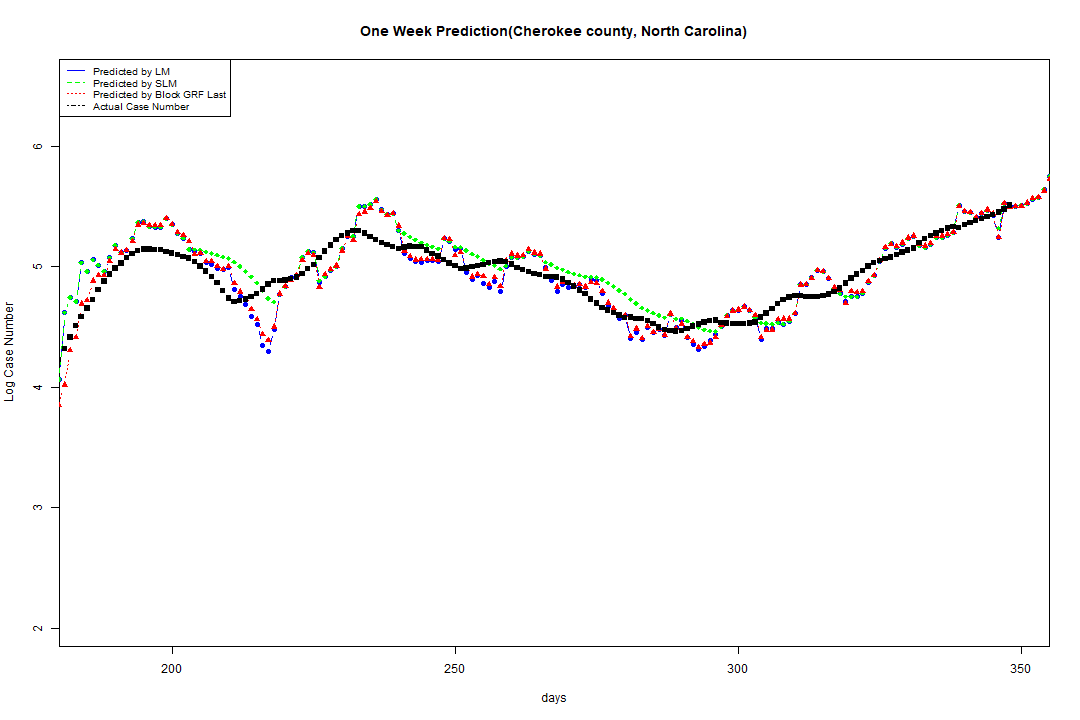 One Week Prediction(Cherokee county, North Carolina)
Predicted by LM
Predicted by SLM
Predicted by Block GRF Last
Actual Case Number
6
5
4
3
2
Log Case Number
200 250 300 350
days